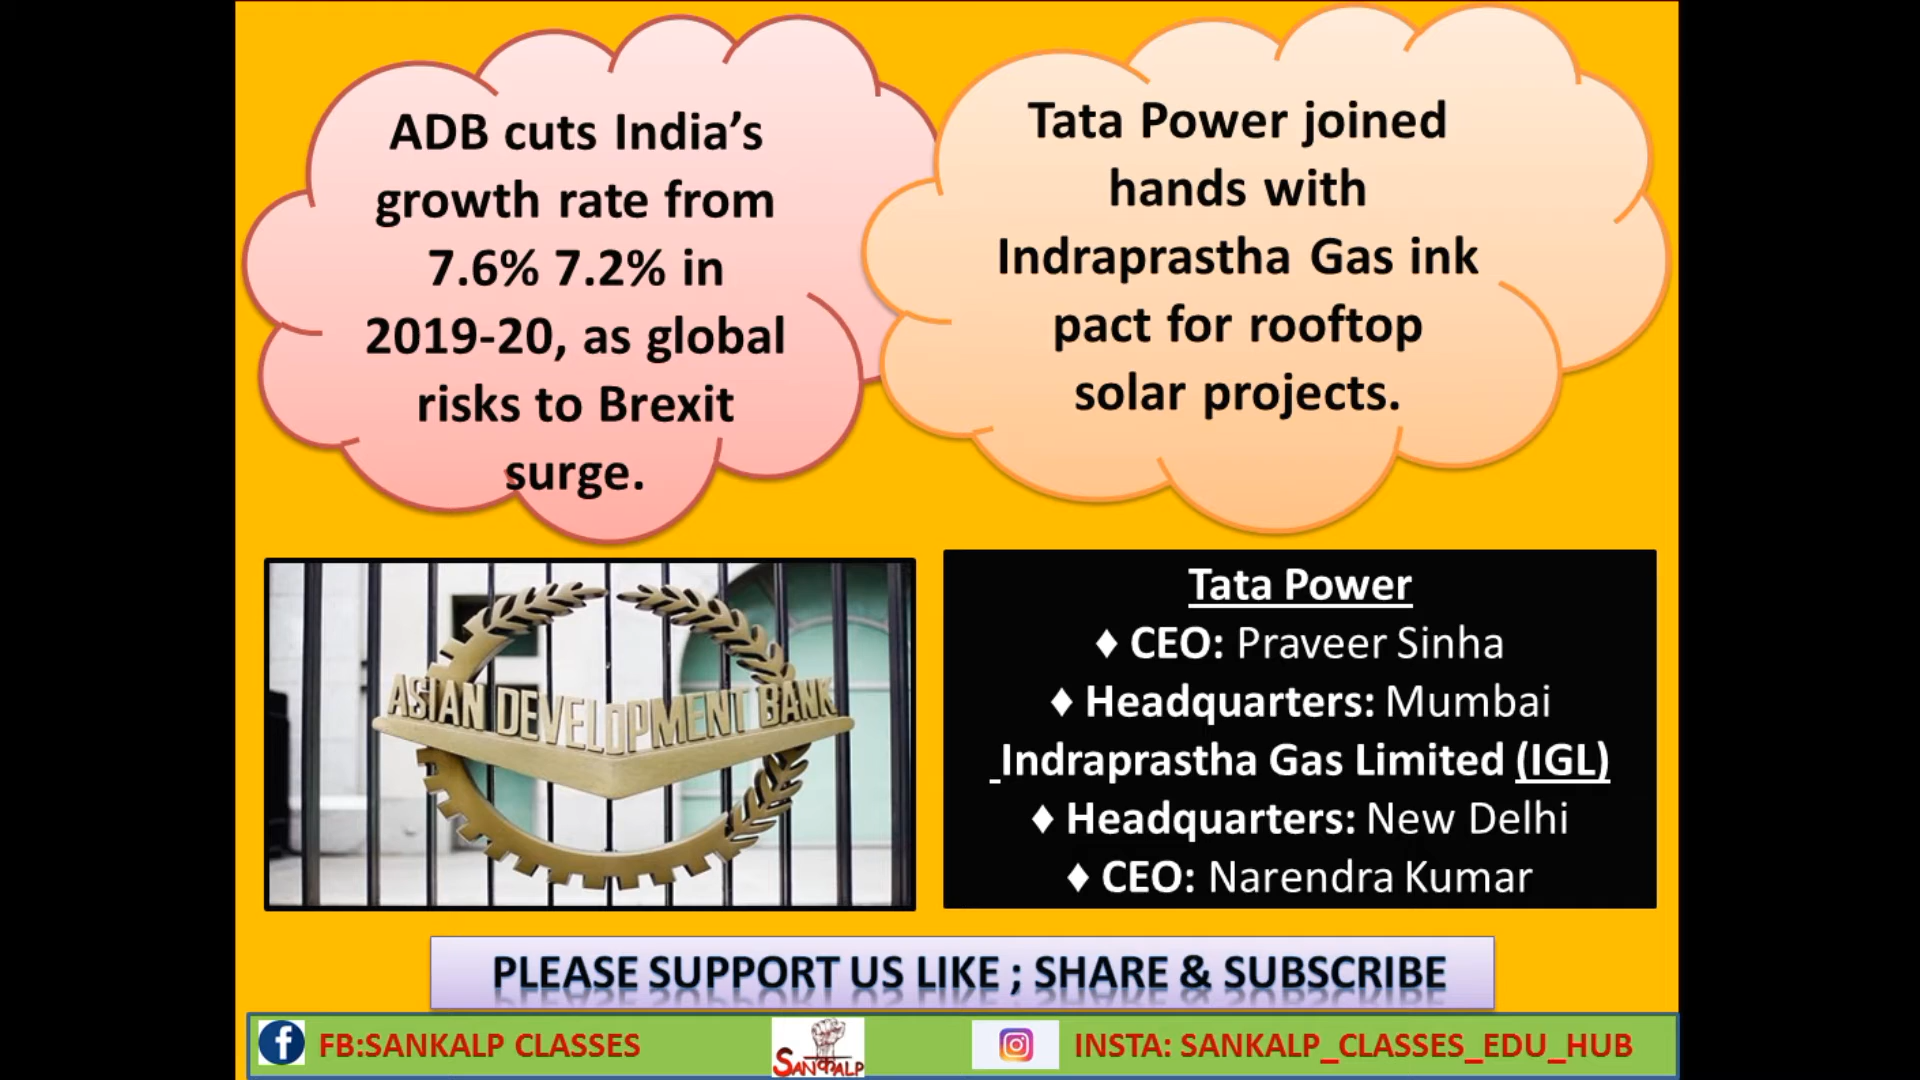 ADB cuts India’s
growth rate from
7.6% 7.2% in
2019-20, as global
risks to Brexit
surge.
Tata Power joined
hands with
Indraprastha Gas ink
pact for rooftop
solar projects.
ASIAN DEVELOPMENT BANK
Tata Power
♦ CEO: Praveer Sinha
♦ Headquarters: Mumbai
Indraprastha Gas Limited (IGL)
♦ Headquarters: New Delhi
♦ CEO: Narendra Kumar
PLEASE SUPPORT US LIKE ; SHARE & SUBSCRIBE
FB:SANKALP CLASSES
SANKALP
INSTA: SANKALP_CLASSES_EDU_HUB